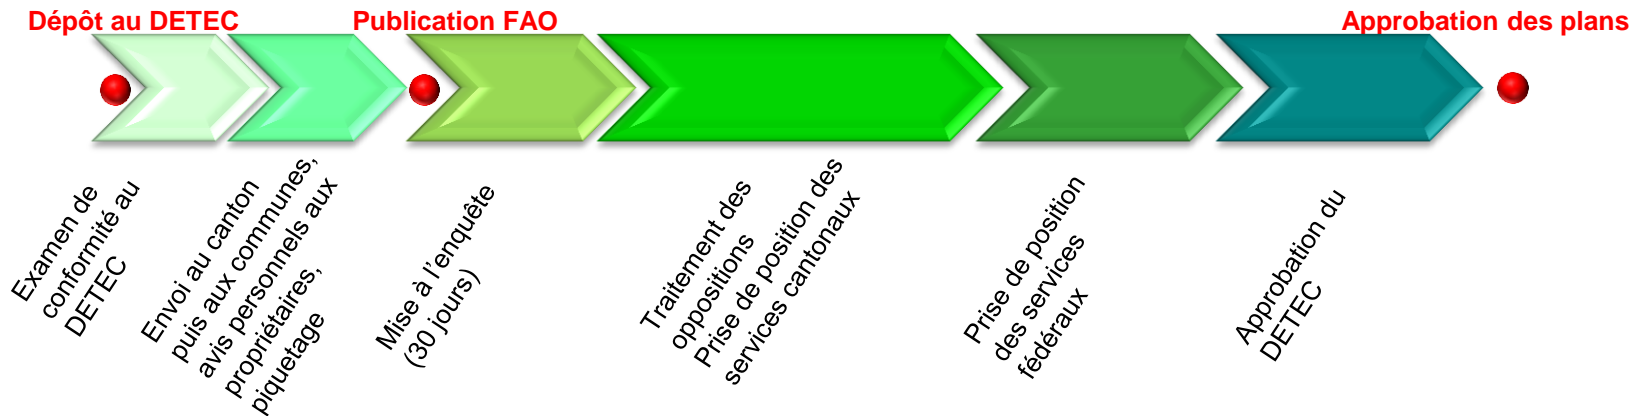 Dépôt au DETEC
Publication FAO
Approbation des plans
Examen de
conformité au
DETEC
Envoi au canton
puis aux communes,
avis personnels aux
propriétaires,
piquetage
Mise à l'enquête
(30 jours)
Traitement des
oppositions
Prise de position des
services cantonaux
Prise de position
des services
fédéraux
Approbation du
DETEC